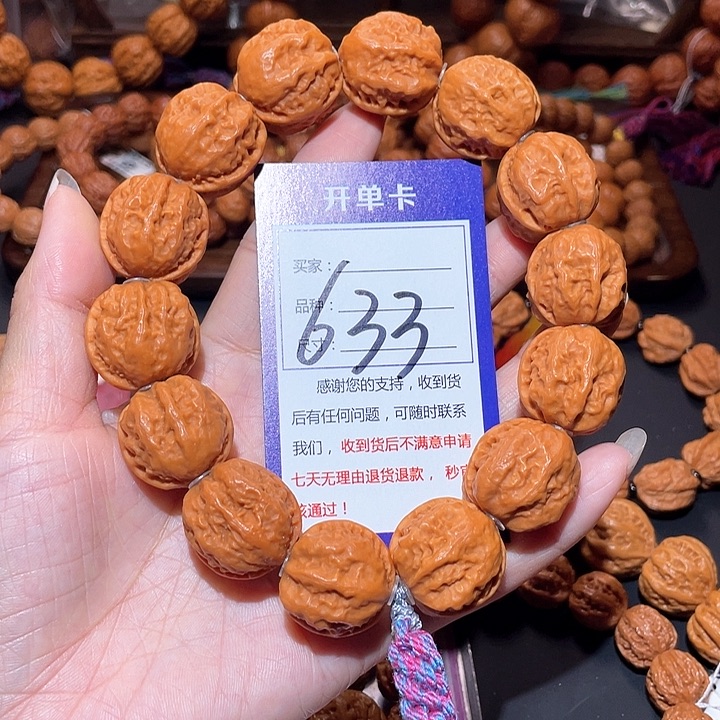 开单卡
买家：
品种：
633
尺寸：
感谢您的支持，收到货
后有任何问题，可随时联系
我们，收到货后不满意申请
七天无理由退货退款，秒审
核通过！